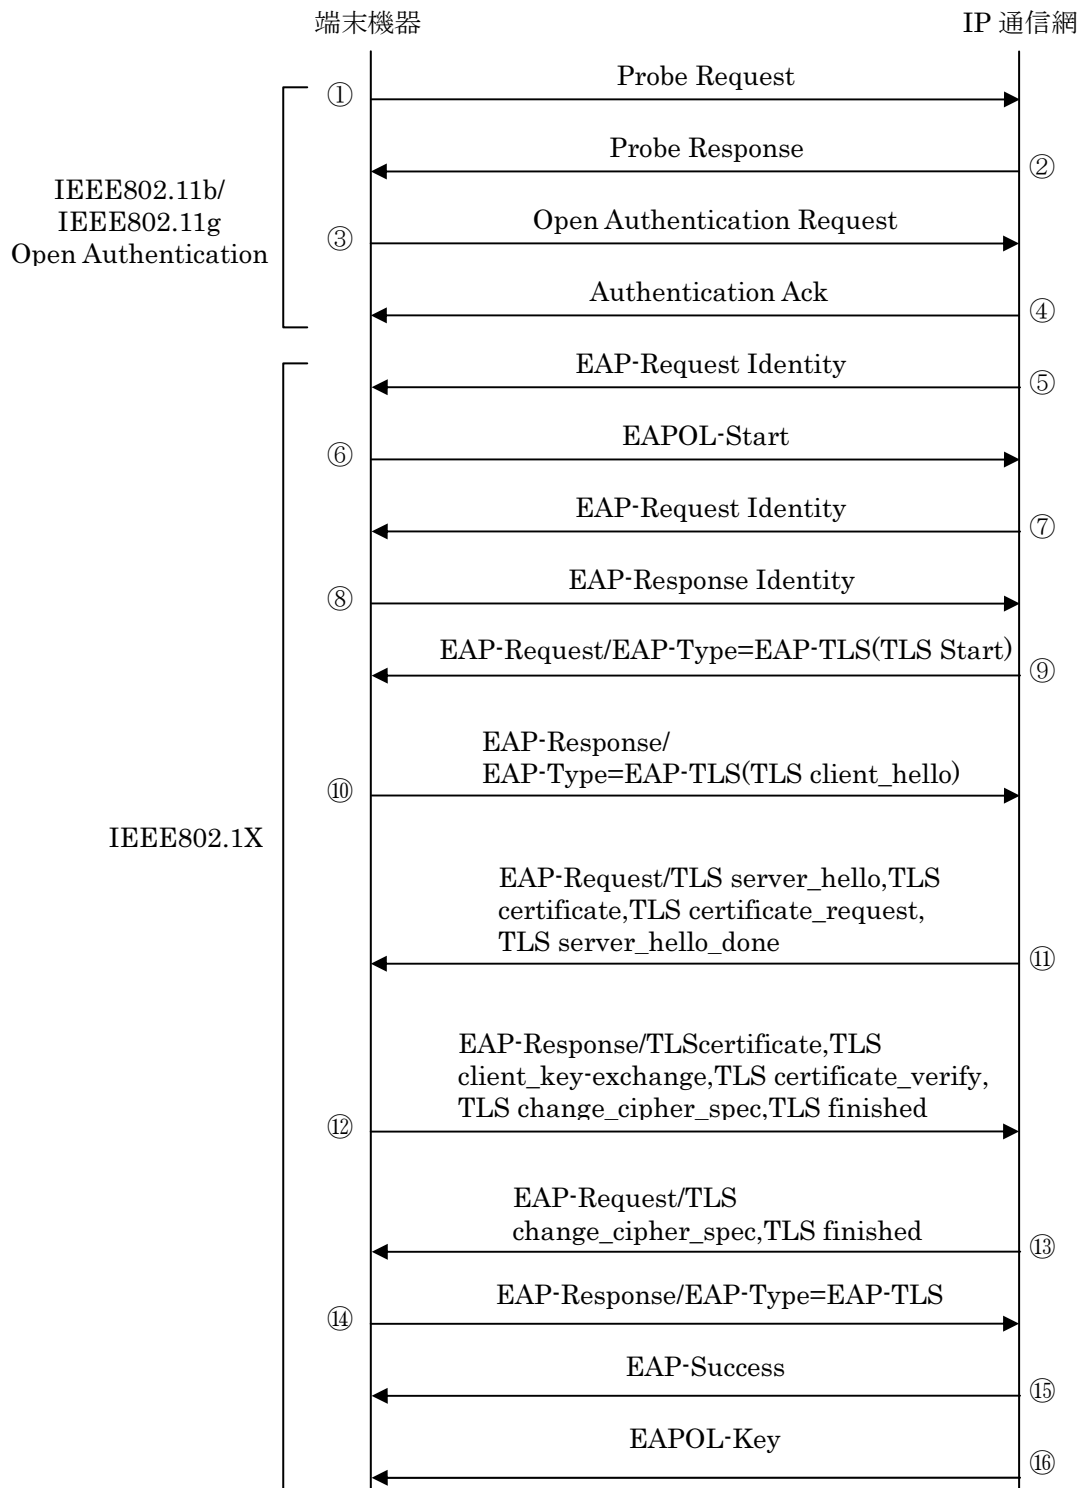 端末機器
IP 通信網
Probe Request
①
Probe Response
②
IEEE802.11b/
IEEE802.11g
Open Authentication
Open Authentication Request
③
Authentication Ack
④
EAP-Request Identity
⑤
EAPOL-Start
⑥
EAP-Request Identity
⑦
EAP-Response Identity
⑧
EAP-Request/EAP-Type=EAP-TLS(TLS Start)
⑨
EAP-Response/
EAP-Type=EAP-TLS(TLS client_hello)
⑩
IEEE802.1X
EAP-Request/TLS server_hello,TLS
certificate,TLS certificate_request,
TLS server_hello_done
⑪
EAP-Response/TLScertificate,TLS
client_key-exchange,TLS certificate_verify,
TLS change_cipher_spec,TLS finished
⑫
EAP-Request/TLS
change_cipher_spec,TLS finished
⑬
EAP-Response/EAP-Type=EAP-TLS
⑭
EAP-Success
⑮
EAPOL-Key
⑯